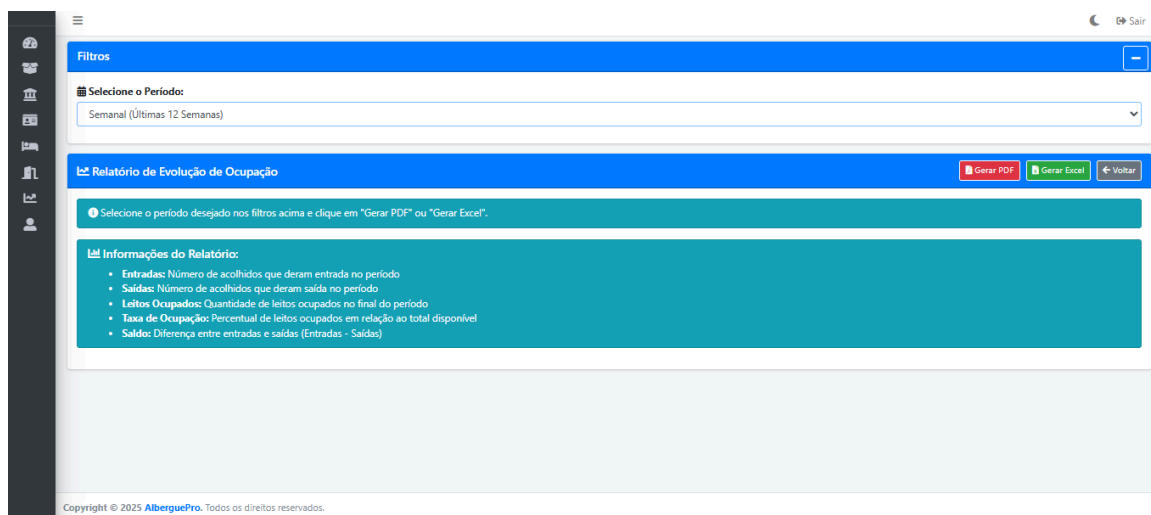 Sair
Filtros
Selecione o Período:
Semanal (Últimas 12 Semanas)
Relatório de Evolução de Ocupação
Gerar PDF
Gerar Excel
Voltar
Selecione o período desejado nos filtros acima e clique em "Gerar PDF" ou "Gerar Excel".
Informações do Relatório:
Entradas: Número de acolhidos que deram entrada no período
Saídas: Número de acolhidos que deram saída no período
Leitos Ocupados: Quantidade de leitos ocupados no final do período
Taxa de Ocupação: Percentual de leitos ocupados em relação ao total disponível
Saldo: Diferença entre entradas e saídas (Entradas - Saídas)
Copyright © 2025 AlberguePro. Todos os direitos reservados.